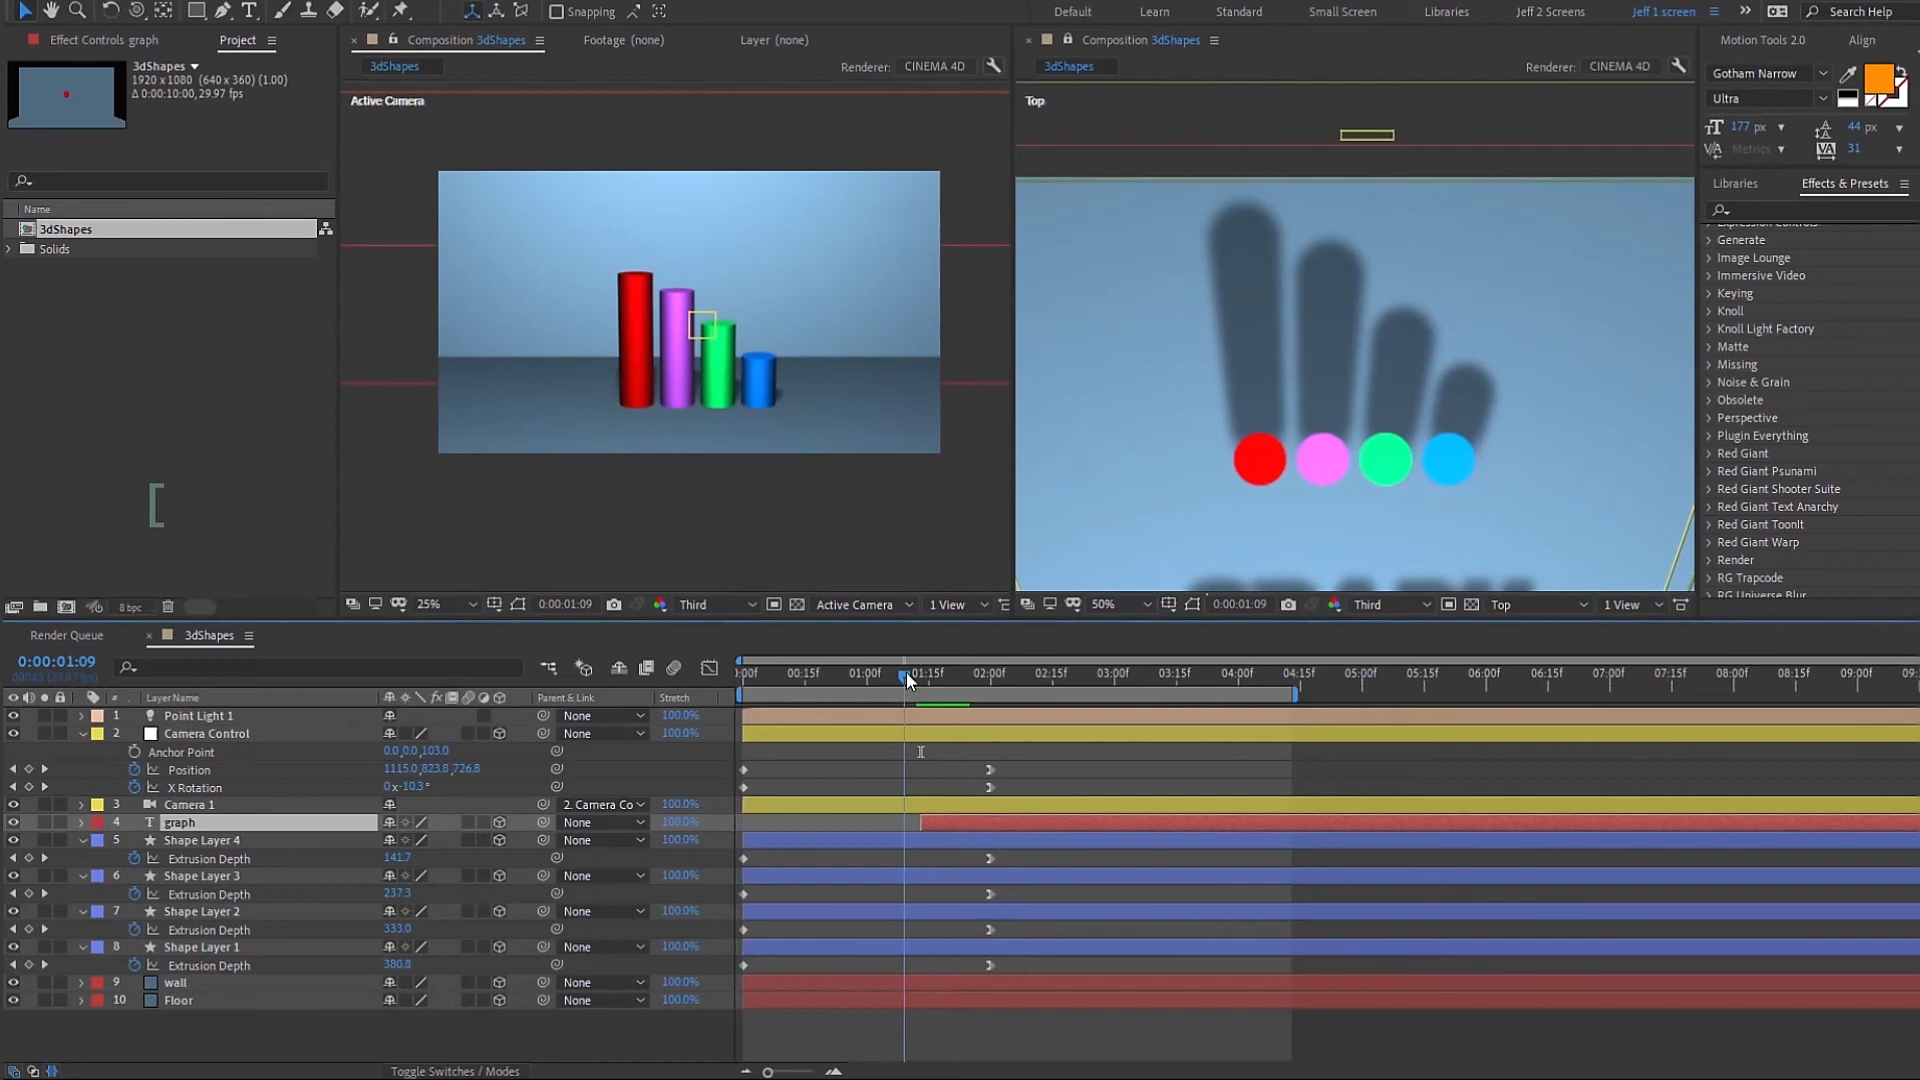 Snapping
Default
Learn
Standard
Small Screen
Libraries
Jeff 2 Screens
Jeff 1 screen
Search Help
Effect Controls graph
Project
Composition 3dShapes
Footage (none)
Layer (none)
Composition 3dShapes
Motion Tools 2.0
Align
3dShapes
1920 x 1080 (640 x 360) (1.00)
Δ 0:00:10:00, 29.97 fps
3dShapes
Renderer: CINEMA 4D
3dShapes
Renderer: CINEMA 4D
Gotham Narrow
Ultra
Active Camera
Top
177 px
44 px
Metrics
31
Libraries
Effects & Presets
Name
3dShapes
Solids
Expression Controls
Generate
Image Lounge
Immersive Video
Keying
Knoll
Knoll Light Factory
Matte
Missing
Noise & Grain
Obsolete
Perspective
Plugin Everything
Red Giant
Red Giant Psunami
Red Giant Shooter Suite
Red Giant Text Anarchy
Red Giant ToonIt
Red Giant Warp
Render
RG Trapcode
RG Universe Blur
[
8 bpc
25%
0:00:01:09
Third
Active Camera
1 View
50%
0:00:01:09
Third
Top
1 View
Render Queue
3dShapes
0:00:01:09
:00f 00:15f 01:00f 01:15f 02:00f 02:15f 03:00f 03:15f 04:00f 04:15f 05:00f 05:15f 06:00f 06:15f 07:00f 07:15f 08:00f 08:15f 09:00f 09:
# Layer Name Parent & Link Stretch
1 Point Light 1 None 100.0%
2 Camera Control None 100.0%
Anchor Point 0.0,0.0,103.0
Position 1115.0,823.8,726.8
X Rotation 0x-10.3°
3 Camera 1 2. Camera Co 100.0%
4 T graph None 100.0%
5 Shape Layer 4 None 100.0%
Extrusion Depth 141.7
6 Shape Layer 3 None 100.0%
Extrusion Depth 237.3
7 Shape Layer 2 None 100.0%
Extrusion Depth 333.0
8 Shape Layer 1 None 100.0%
Extrusion Depth 380.8
9 wall None 100.0%
10 Floor None 100.0%
Toggle Switches / Modes